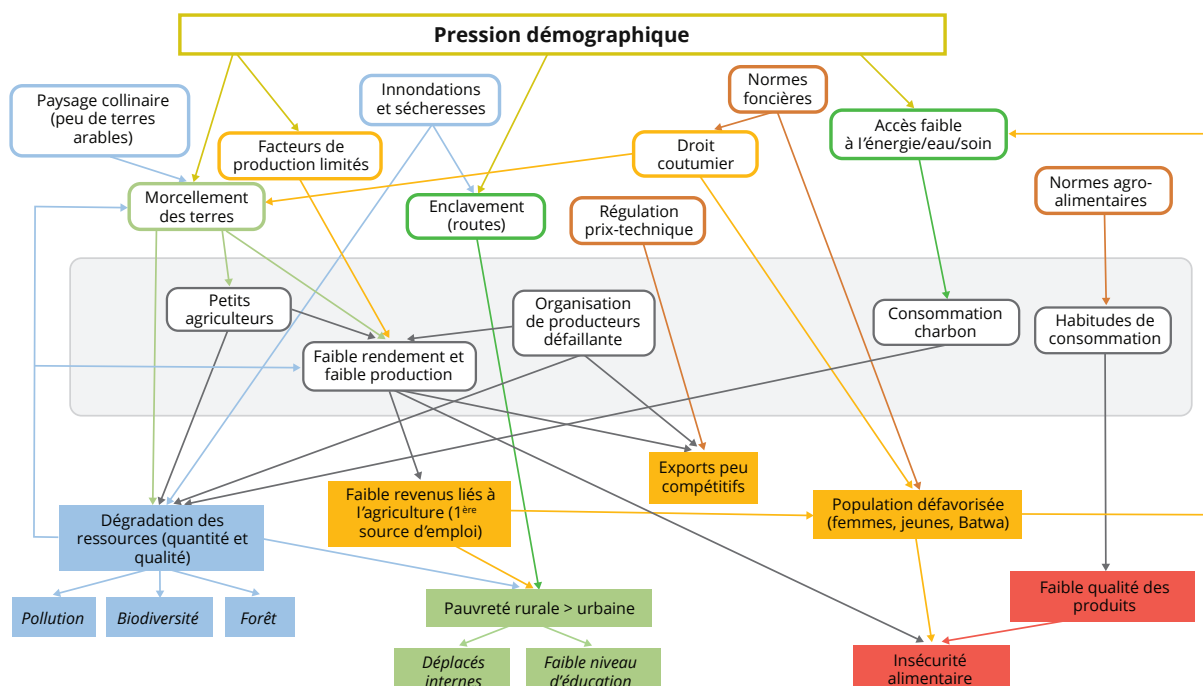 Pression démographique
Paysage collinaire
(peu de terres
arables)
Innondations
et sécheresses
Normes
foncières
Facteurs de
production limités
Droit
coutumier
Accès faible
à l'énergie/eau/soin
Morcellement
des terres
Enclavement
(routes)
Régulation
prix-technique
Normes agro-
alimentaires
Petits
agriculteurs
Organisation
de producteurs
défaillante
Consommation
charbon
Habitudes de
consommation
Faible rendement et
faible production
Exports peu
compétitifs
Faible revenus liés à
l'agriculture (1ère
source d'emploi)
Population défavorisée
(femmes, jeunes, Batwa)
Dégradation des
ressources (quantité et
qualité)
Faible qualité des
produits
Pollution
Biodiversité
Forêt
Pauvreté rurale > urbaine
Déplacés
internes
Faible niveau
d'éducation
Insécurité
alimentaire